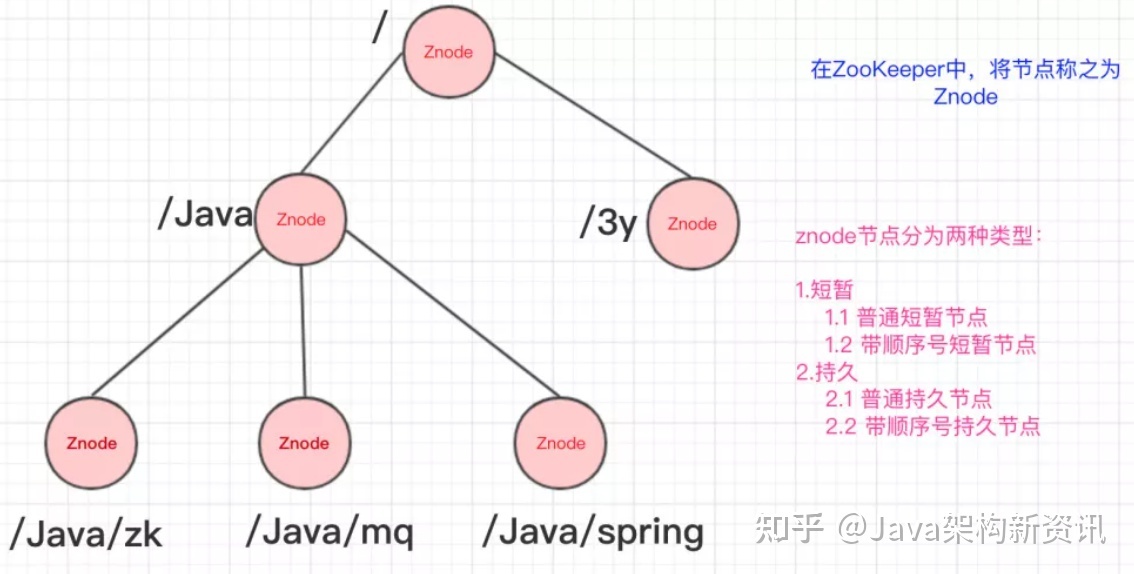 /
Znode
在ZooKeeper中，将节点称之为
Znode
/Java
Znode
/3y
Znode
znode节点分为两种类型：
1.短暂
1.1 普通短暂节点
1.2 带顺序号短暂节点
2.持久
2.1 普通持久节点
2.2 带顺序号持久节点
Znode
Znode
Znode
/Java/zk
/Java/mq
/Java/spring
知乎 @Java架构新资讯